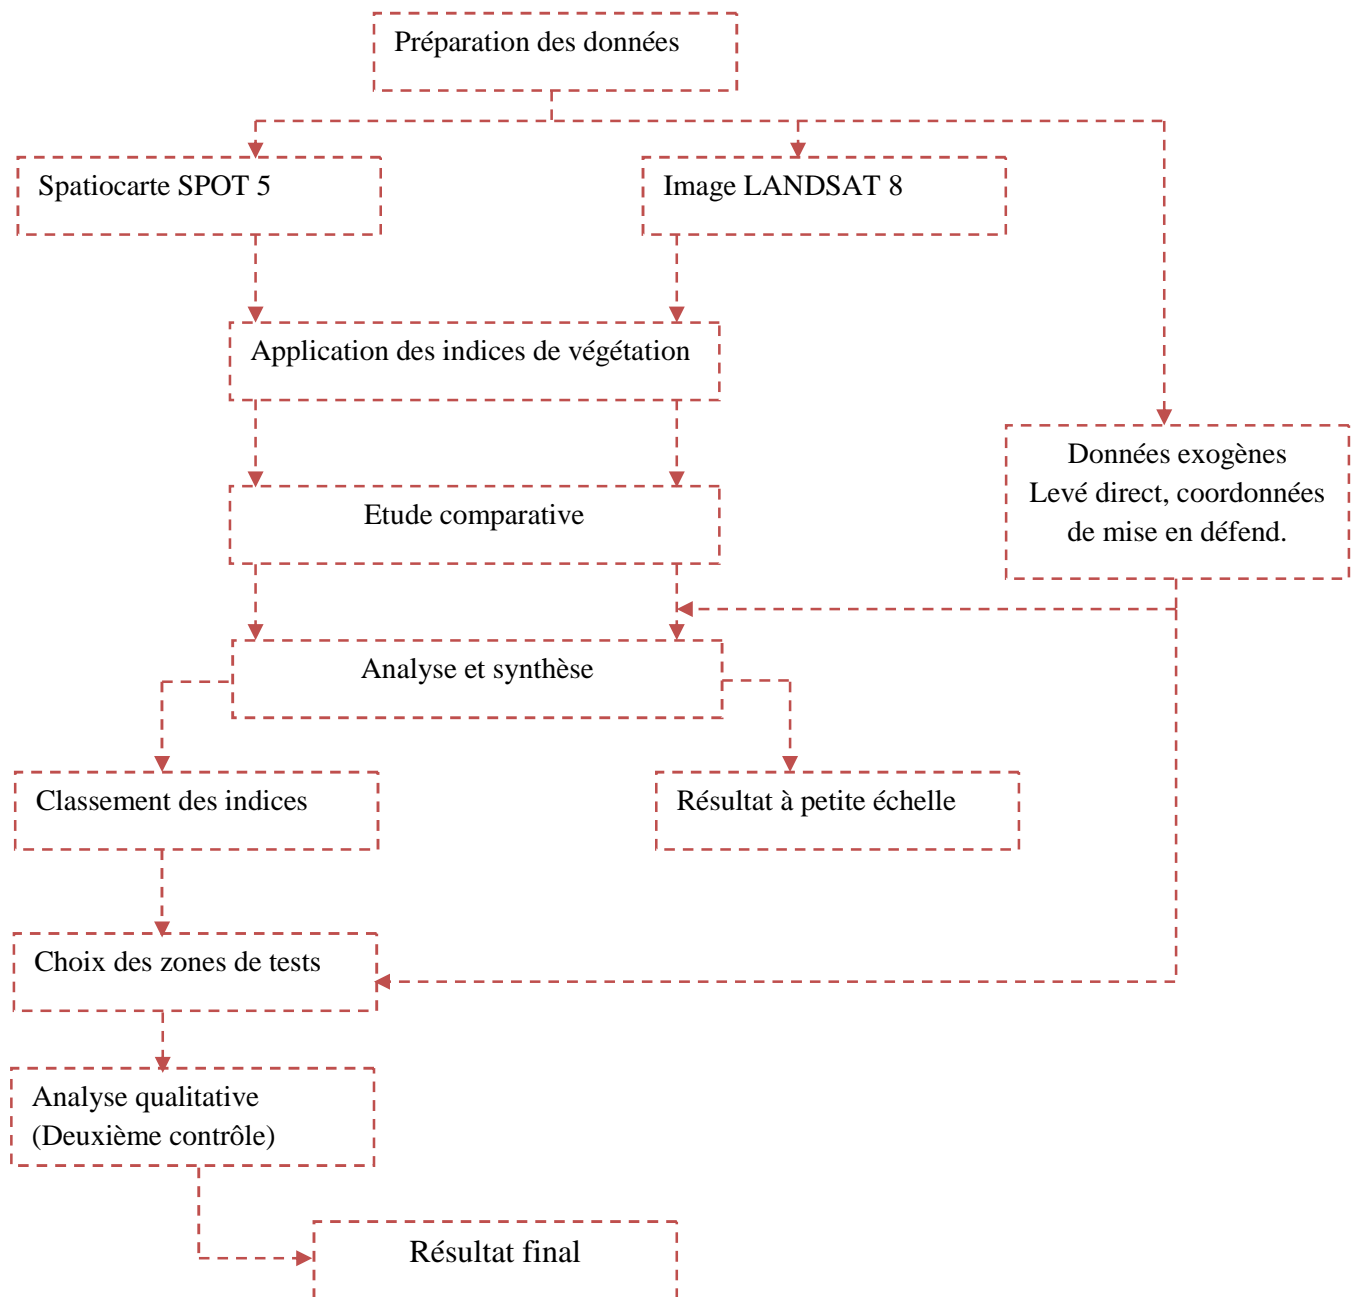 Préparation des données
Spatiocarte SPOT 5
Image LANDSAT 8
Application des indices de végétation
Données exogènes
Levé direct, coordonnées
de mise en défend.
Etude comparative
Analyse et synthèse
Classement des indices
Résultat à petite échelle
Choix des zones de tests
Analyse qualitative
(Deuxième contrôle)
Résultat final